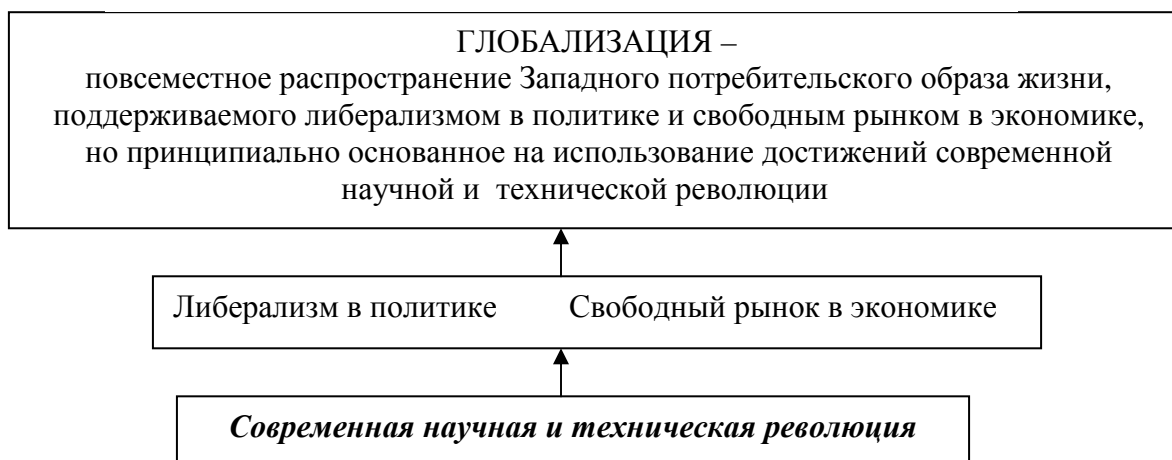 ГЛОБАЛИЗАЦИЯ –
повсеместное распространение Западного потребительского образа жизни,
поддерживаемого либерализмом в политике и свободным рынком в экономике,
но принципиально основанное на использование достижений современной
научной и технической революции
Либерализм в политике Свободный рынок в экономике
Современная научная и техническая революция